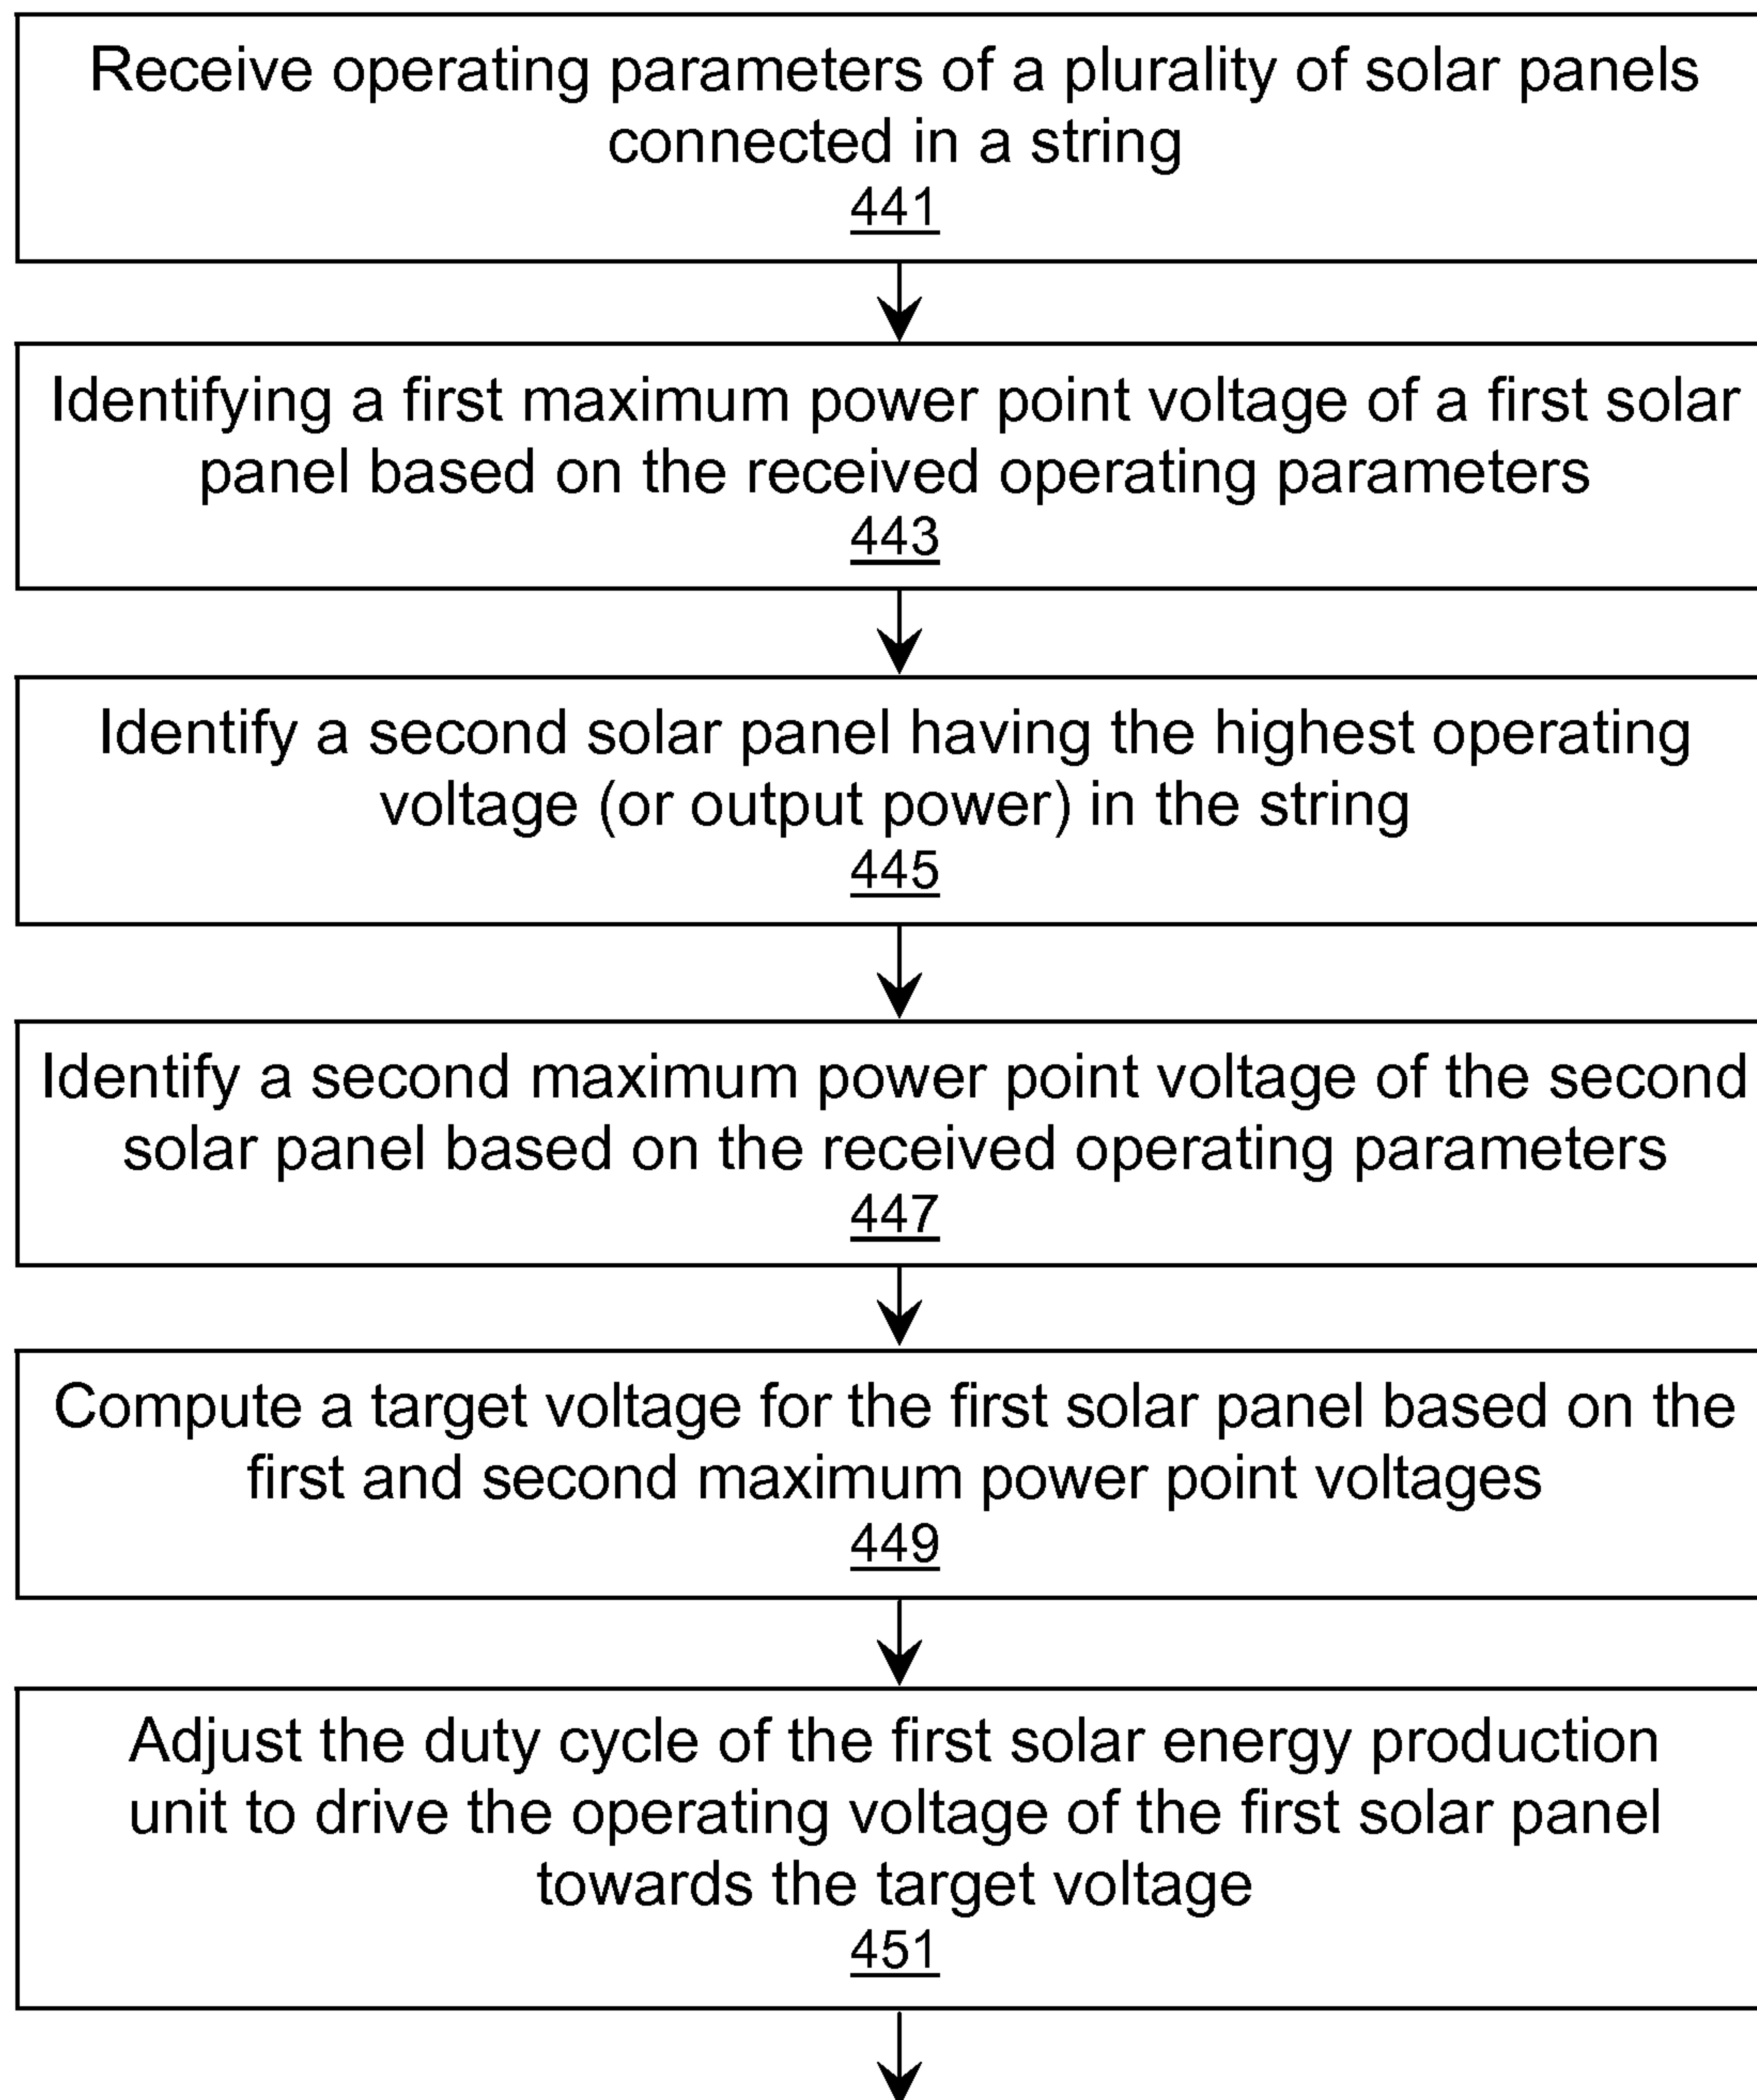 Receive operating parameters of a plurality of solar panels
connected in a string
441
Identifying a first maximum power point voltage of a first solar
panel based on the received operating parameters
443
Identify a second solar panel having the highest operating
voltage (or output power) in the string
445
Identify a second maximum power point voltage of the second
solar panel based on the received operating parameters
447
Compute a target voltage for the first solar panel based on the
first and second maximum power point voltages
449
Adjust the duty cycle of the first solar energy production
unit to drive the operating voltage of the first solar panel
towards the target voltage
451